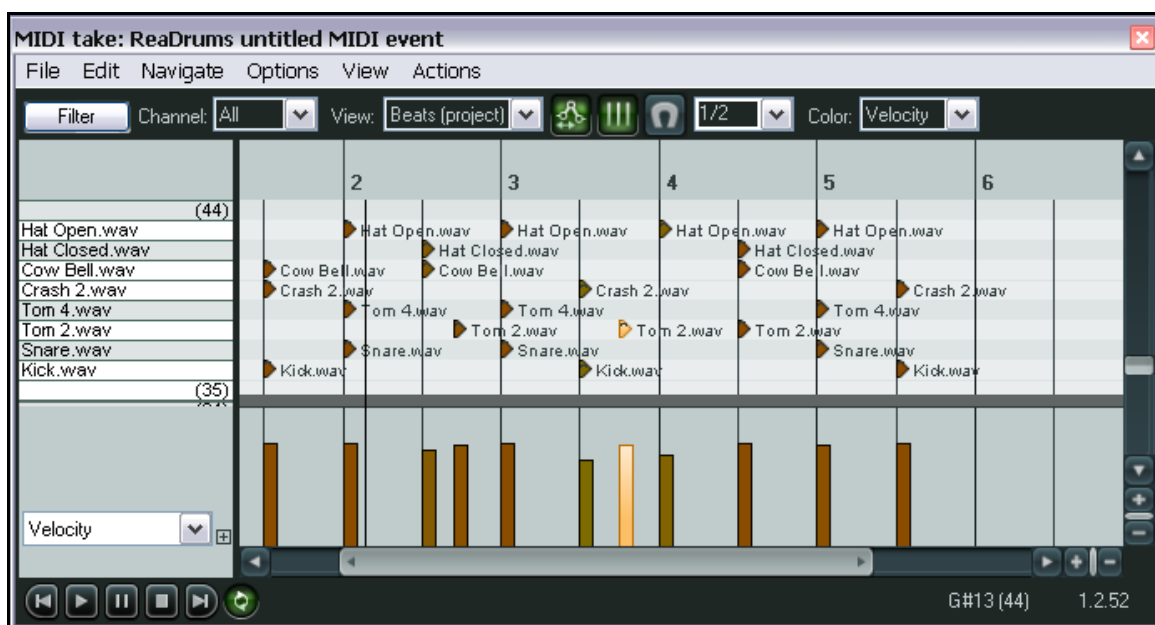 MIDI take: ReaDrums untitled MIDI event
File Edit Navigate Options View Actions
Filter Channel: All View: Beats (project) 1/2 Color: Velocity
2 3 4 5 6
(44)
Hat Open.wav Hat Open.wav Hat Open.wav Hat Open.wav Hat Open.wav
Hat Closed.wav Hat Closed.wav Hat Closed.wav
Cow Bell.wav Cow Bell.wav Cow Bell.wav Cow Bell.wav
Crash 2.wav Crash 2.wav Crash 2.wav Crash 2.wav
Tom 4.wav Tom 4.wav Tom 4.wav Tom 4.wav
Tom 2.wav Tom 2.wav Tom 2.wav Tom 2.wav
Snare.wav Snare.wav Snare.wav Snare.wav
Kick.wav Kick.wav Kick.wav Kick.wav
(35)
Velocity
G#13 (44) 1.2.52